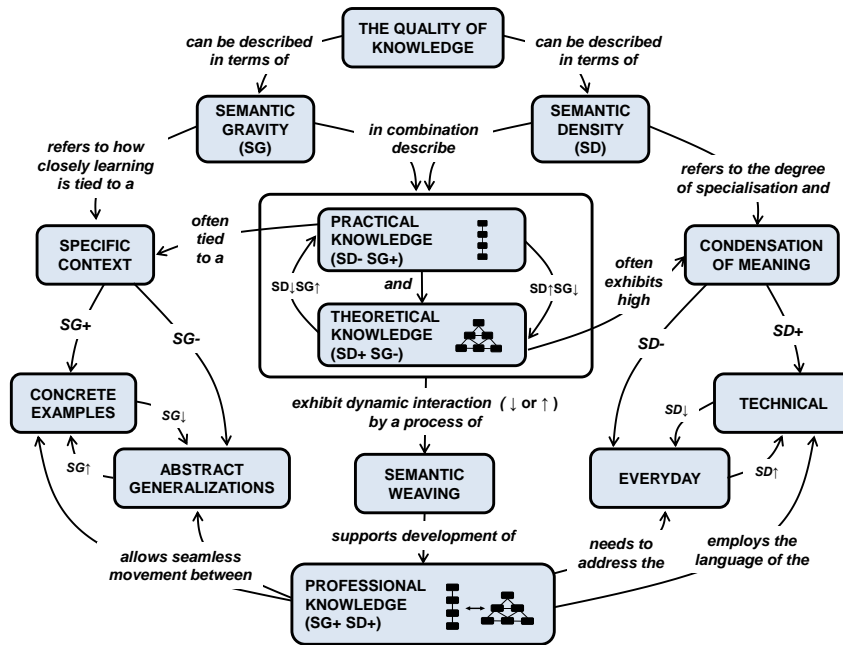 THE QUALITY OF
KNOWLEDGE
can be described
in terms of
can be described
in terms of
SEMANTIC
GRAVITY
(SG)
SEMANTIC
DENSITY
(SD)
in combination
describe
refers to how
closely learning
is tied to a
refers to the degree
of specialisation and
SPECIFIC
CONTEXT
often
tied
to a
PRACTICAL
KNOWLEDGE
(SD- SG+)
CONDENSATION
OF MEANING
often
exhibits
high
SD↓SG↑
and
SD↑SG↓
THEORETICAL
KNOWLEDGE
(SD+ SG-)
SG+
SG-
SD-
SD+
CONCRETE
EXAMPLES
SG↓
SG↑
ABSTRACT
GENERALIZATIONS
exhibit dynamic interaction (↓ or ↑)
by a process of
SEMANTIC
WEAVING
TECHNICAL
SD↓
SD↑
EVERYDAY
supports development of
allows seamless
movement between
needs to
address the
employs the
language of the
PROFESSIONAL
KNOWLEDGE
(SG+ SD+)